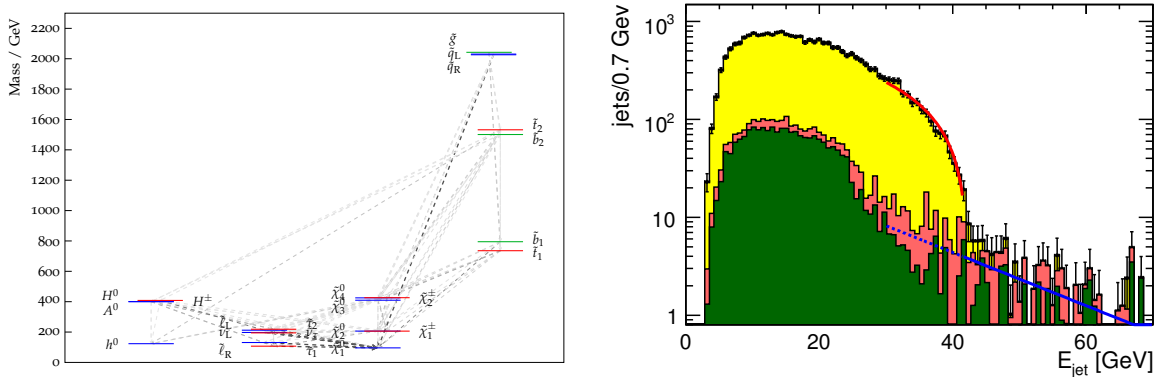 Mass / GeV
2200
2000
1800
1600
1400
1200
1000
800
600
400
200
0
g̃
q̃L
q̃R
t̃2
b̃2
b̃1
t̃1
H0
A0
H±
h0
ℓ̃L
ν̃L
ℓ̃R
τ̃2
τ̃1
χ̃04
χ̃03
χ̃±2
χ̃02
χ̃01
χ̃±1
jets/0.7 Gev
103
102
10
1
0
20
40
60
Ejet [GeV]